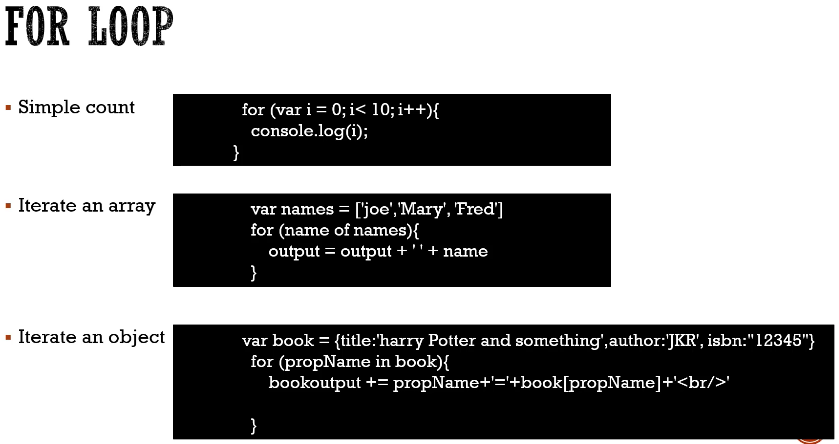 FOR LOOP
Simple count
for (var i = 0; i< 10; i++){
console.log(i);
}
Iterate an array
var names = ['joe','Mary', 'Fred']
for (name of names){
output = output + ' ' + name
}
Iterate an object
var book = {title:'harry Potter and something',author:'JKR', isbn:"12345"}
for (propName in book){
bookoutput += propName+'='+book[propName]+'<br/>'
}